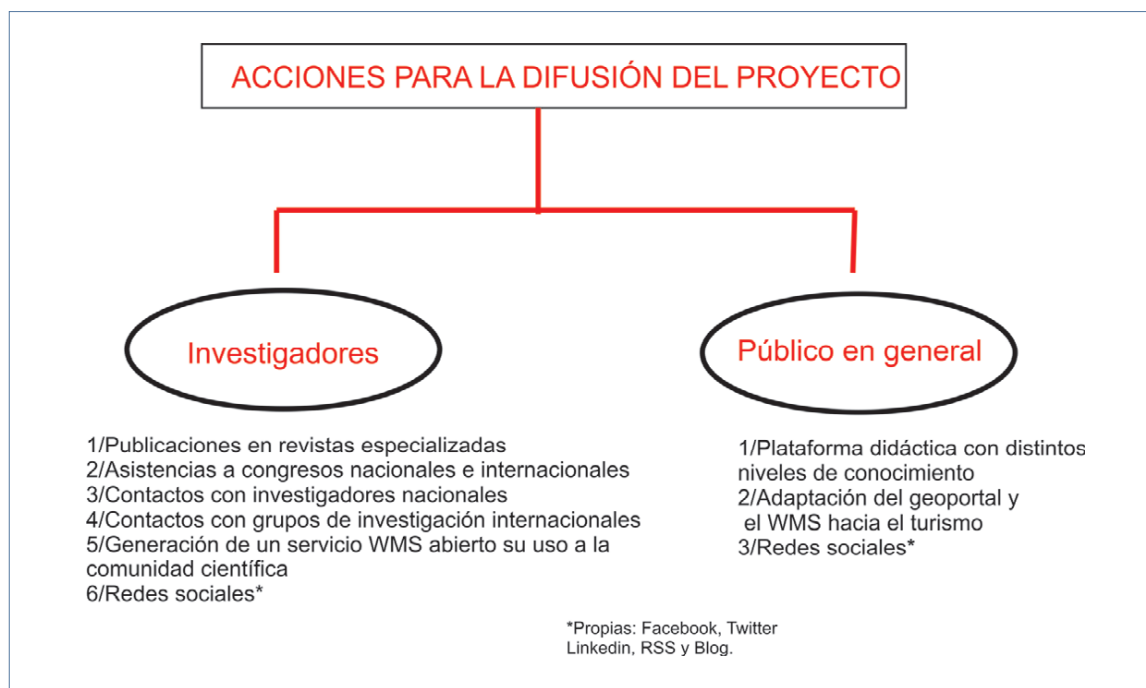 ACCIONES PARA LA DIFUSIÓN DEL PROYECTO
Investigadores
1/Publicaciones en revistas especializadas
2/Asistencias a congresos nacionales e internacionales
3/Contactos con investigadores nacionales
4/Contactos con grupos de investigación internacionales
5/Generación de un servicio WMS abierto su uso a la
comunidad científica
6/Redes sociales*
Público en general
1/Plataforma didáctica con distintos
niveles de conocimiento
2/Adaptación del geoportal y
el WMS hacia el turismo
3/Redes sociales*
*Propias: Facebook, Twitter
Linkedin, RSS y Blog.